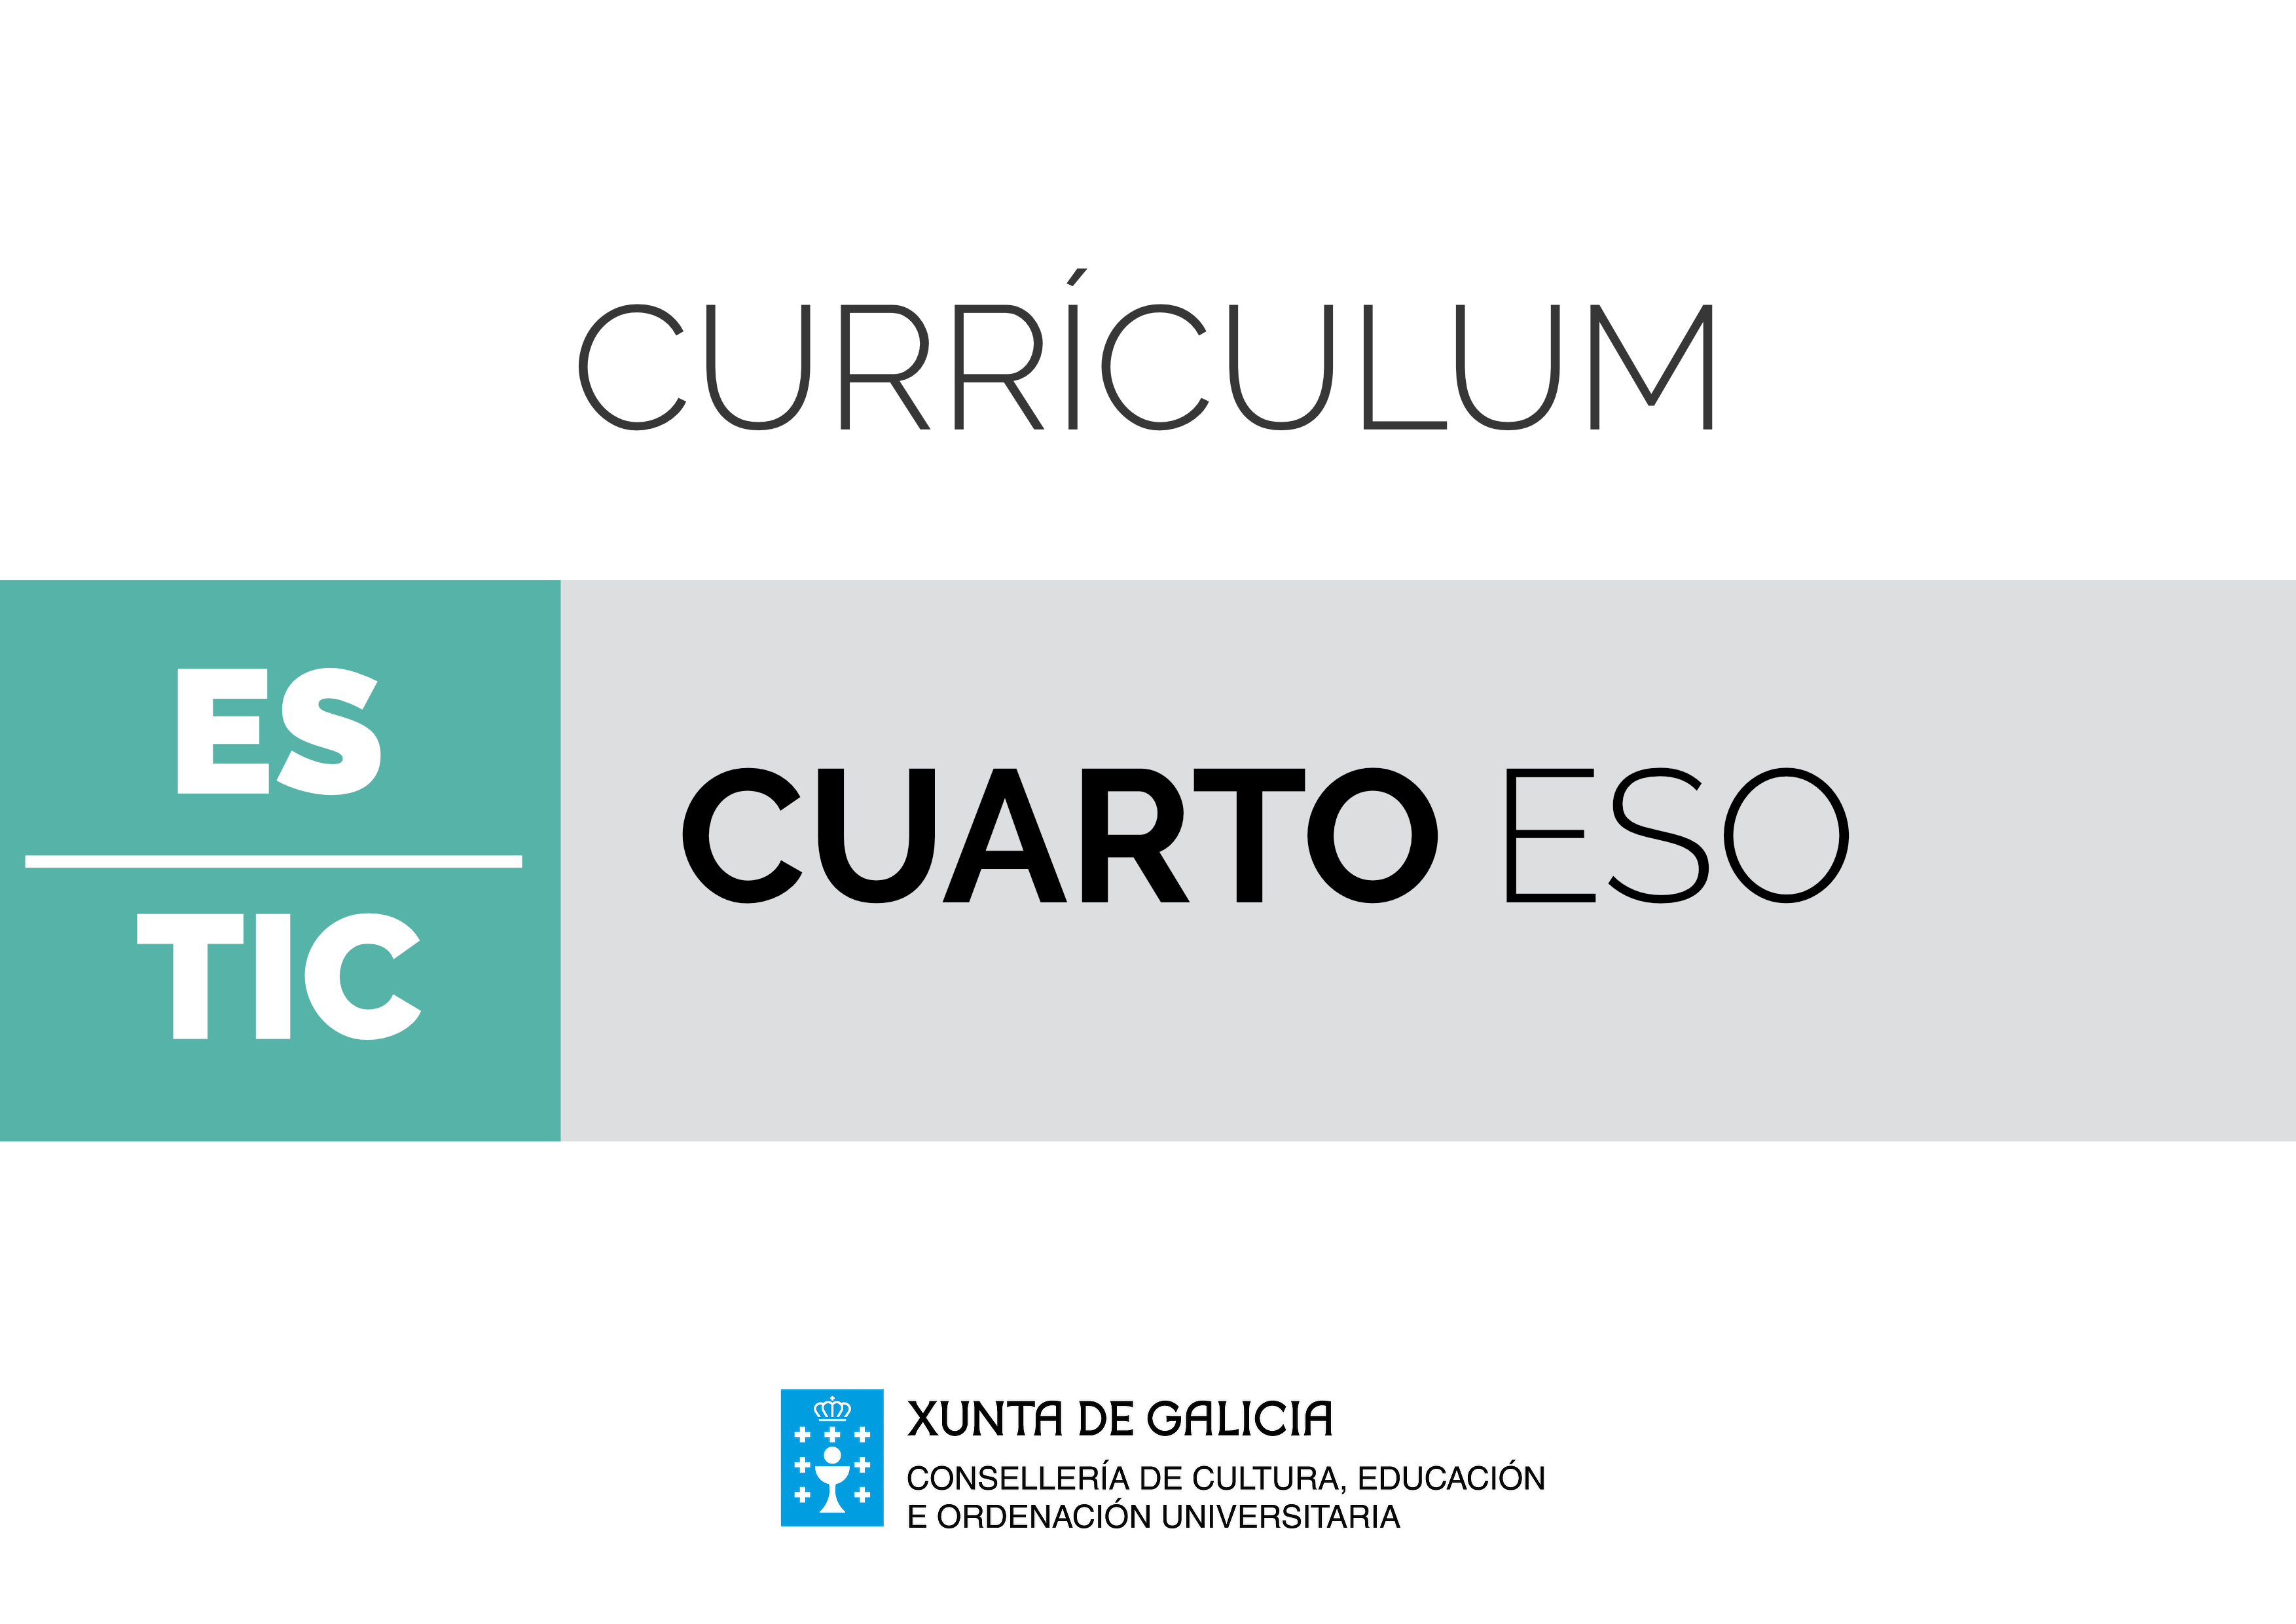 CURRÍCULUM
ES
TIC
CUARTO ESO
XUNTA DE GALICIA
CONSELLERÍA DE CULTURA, EDUCACIÓN
E ORDENACIÓN UNIVERSITARIA